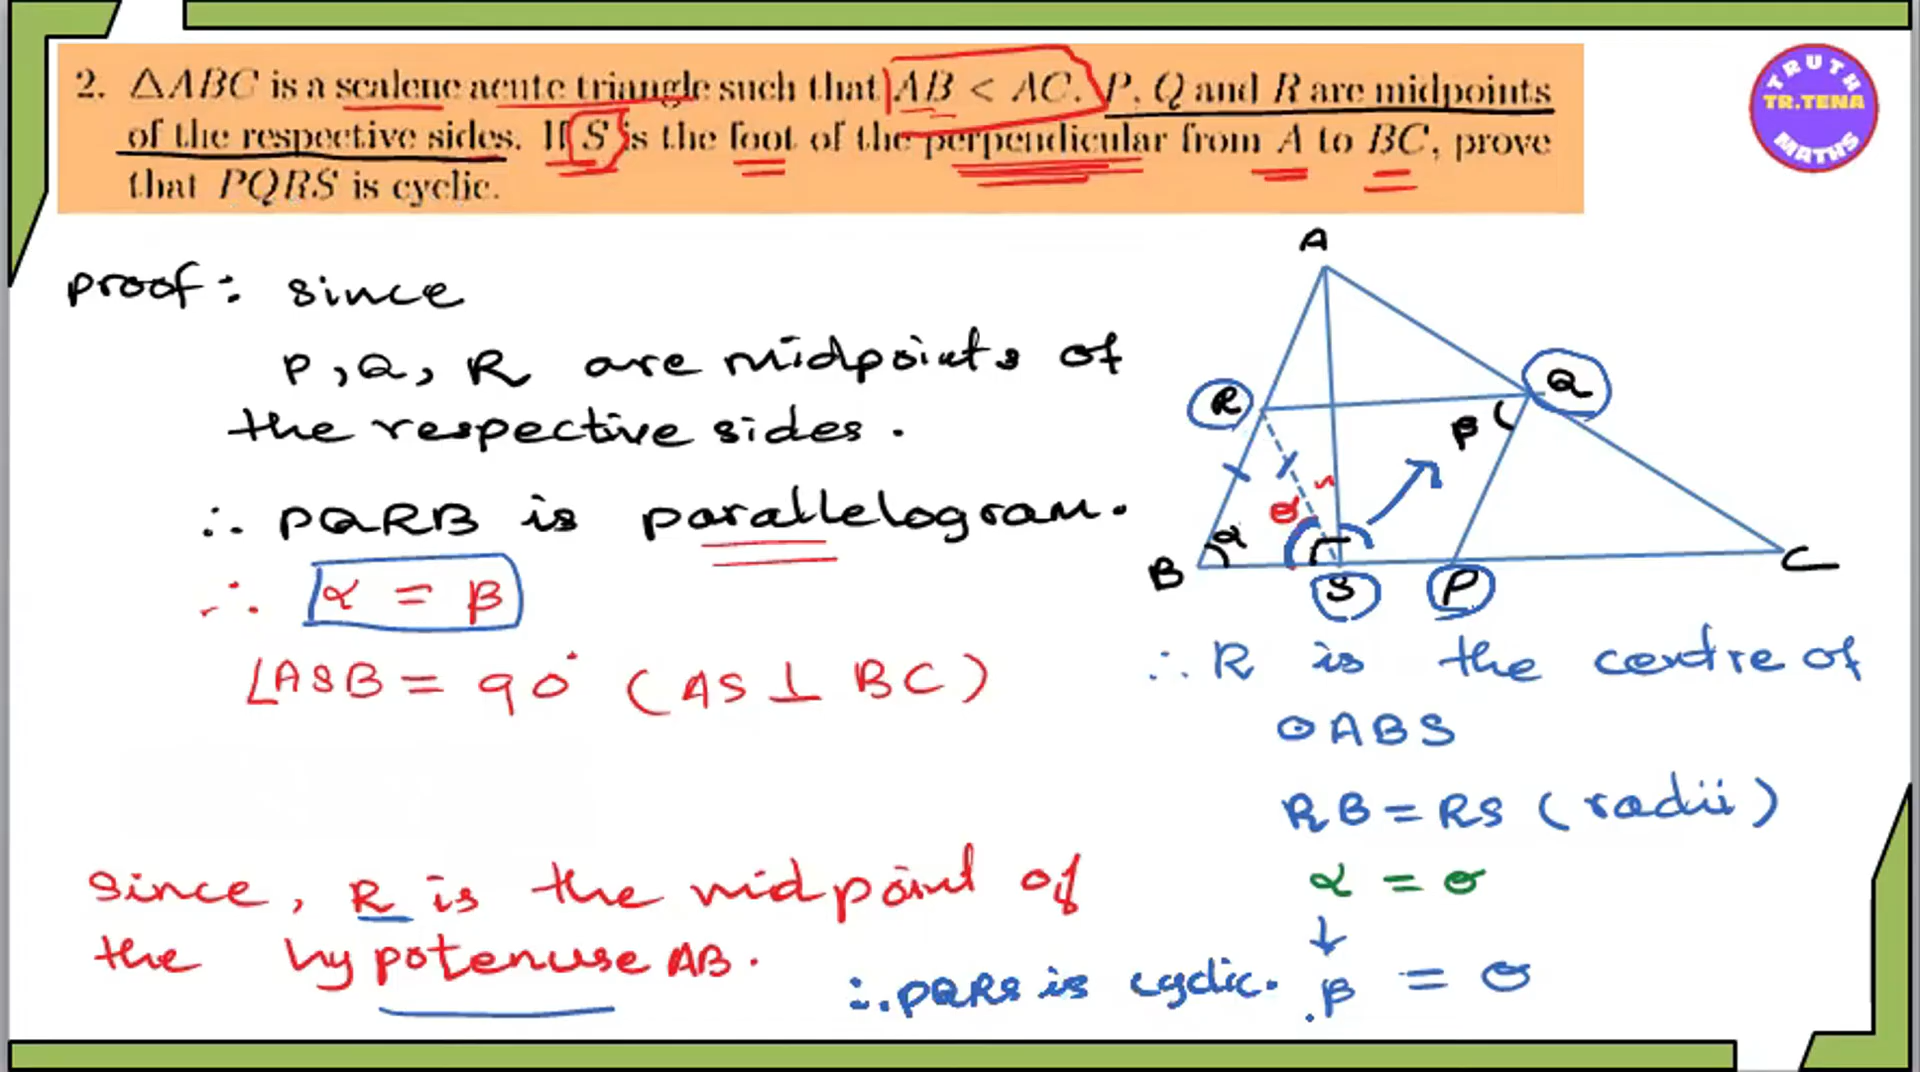 2. △ABC is a scalene acute triangle such that AB < AC. P, Q and R are midpoints
of the respective sides. If S is the foot of the perpendicular from A to BC, prove
that PQRS is cyclic.
TRUTH
TR.TENA
MATHS
proof: since
P, Q, R are midpoints of
the respective sides.
∴ PQRB is parallelogram.
∴ α = β
∠ASB = 90° (AS ⊥ BC)
since, R is the midpoint of
the hypotenuse AB.
A
R
Q
β
θ
α
B
S
P
C
∴ R is the centre of
⊙ABS
RB = RS (radii)
α = θ
↓
β = θ
∴ PQRS is cyclic.